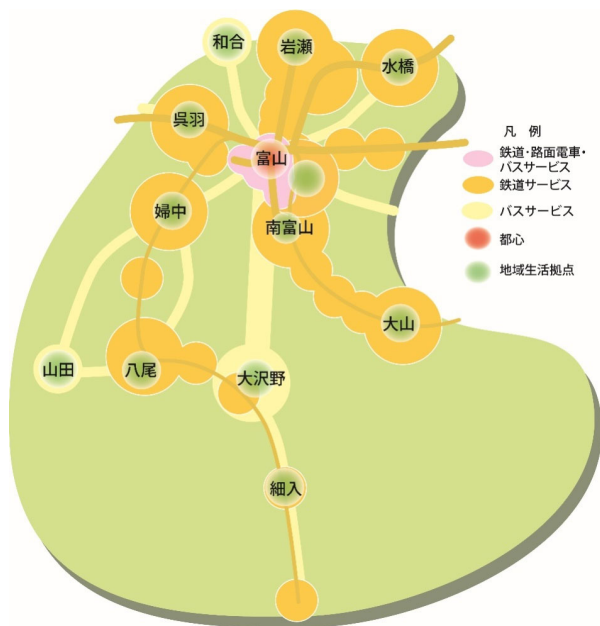 和合
岩瀬
水橋
呉羽
富山
婦中
南富山
大山
山田
八尾
大沢野
細入
凡 例
鉄道・路面電車・
バスサービス
鉄道サービス
バスサービス
都心
地域生活拠点